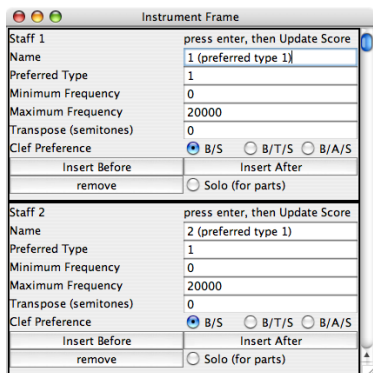 Instrument Frame
Staff 1 press enter, then Update Score
Name 1 (preferred type 1)
Preferred Type 1
Minimum Frequency 0
Maximum Frequency 20000
Transpose (semitones) 0
Clef Preference B/S B/T/S B/A/S
Insert Before Insert After
remove Solo (for parts)
Staff 2 press enter, then Update Score
Name 2 (preferred type 1)
Preferred Type 1
Minimum Frequency 0
Maximum Frequency 20000
Transpose (semitones) 0
Clef Preference B/S B/T/S B/A/S
Insert Before Insert After
remove Solo (for parts)